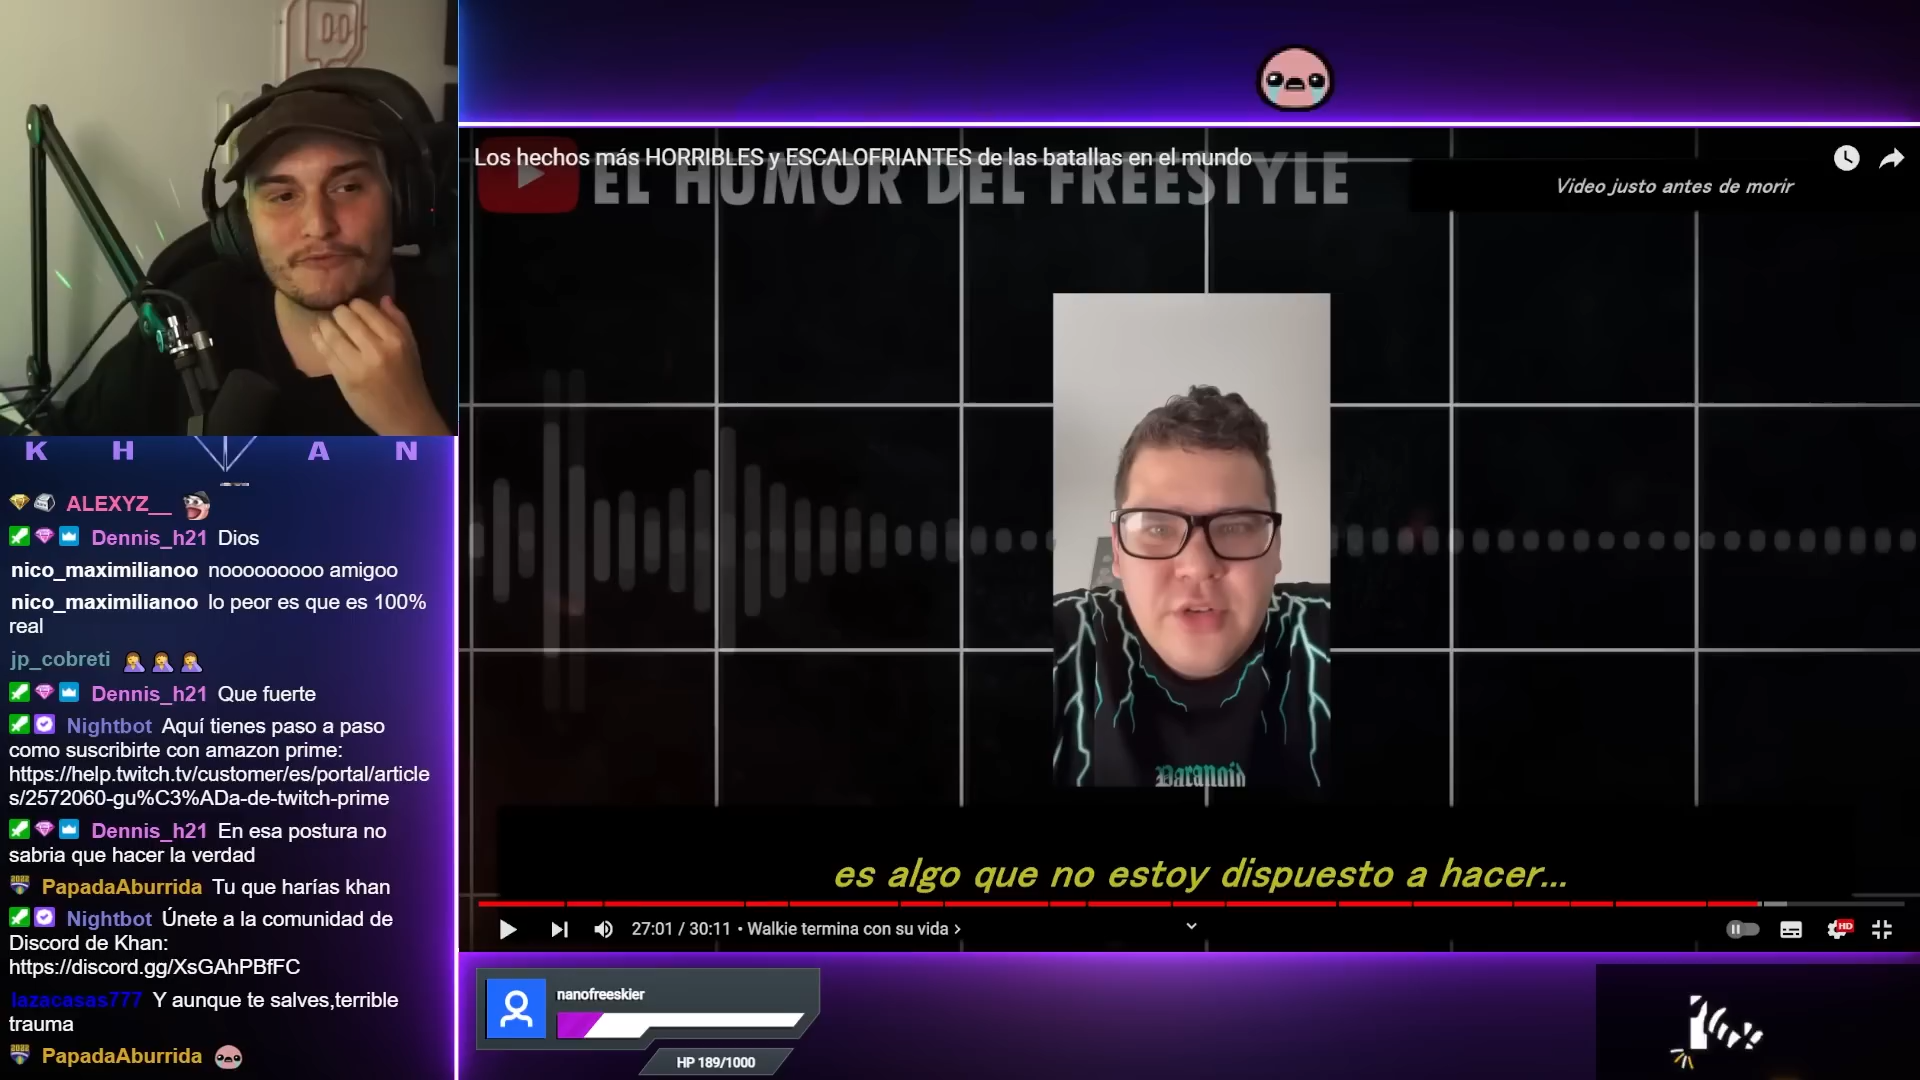 K H A N
ALEXYZ__
Dennis_h21 Dios
nico_maximilianoo nooooooooo amigoo
nico_maximilianoo lo peor es que es 100%
real
jp_cobreti
Dennis_h21 Que fuerte
Nightbot Aquí tienes paso a paso
como suscribirte con amazon prime:
https://help.twitch.tv/customer/es/portal/article
s/2572060-gu%C3%ADa-de-twitch-prime
Dennis_h21 En esa postura no
sabria que hacer la verdad
PapadaAburrida Tu que harías khan
Nightbot Únete a la comunidad de
Discord de Khan:
https://discord.gg/XsGAhPBfFC
lazacasas777 Y aunque te salves,terrible
trauma
PapadaAburrida
Los hechos más HORRIBLES y ESCALOFRIANTES de las batallas en el mundo
EL HUMOR DEL FREESTYLE
Video justo antes de morir
Paranoid
es algo que no estoy dispuesto a hacer...
27:01 / 30:11 • Walkie termina con su vida ›
HD
nanofreeskier
HP 189/1000